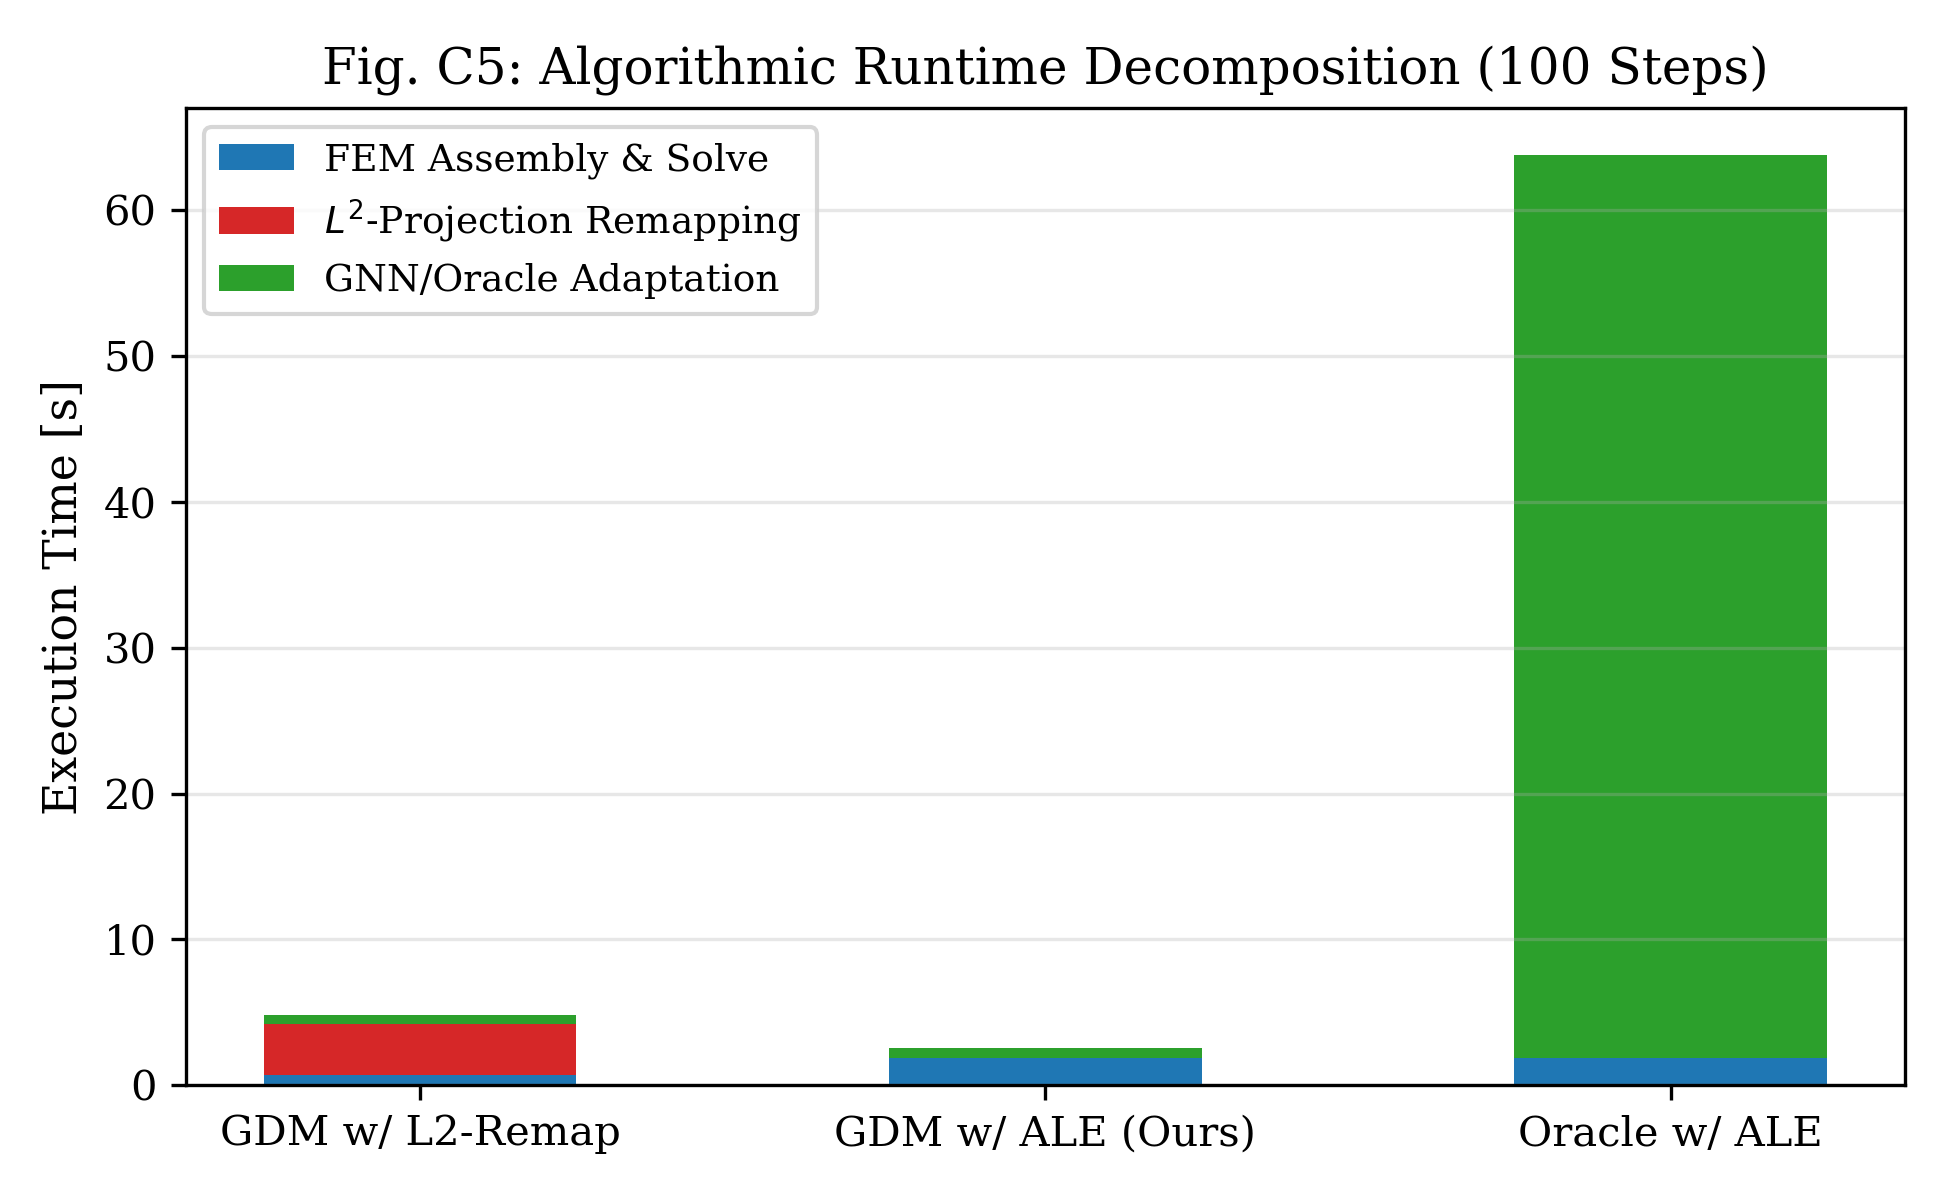 Fig. C5: Algorithmic Runtime Decomposition (100 Steps)
FEM Assembly & Solve
L²-Projection Remapping
GNN/Oracle Adaptation
Execution Time [s]
60
50
40
30
20
10
0
GDM w/ L2-Remap
GDM w/ ALE (Ours)
Oracle w/ ALE